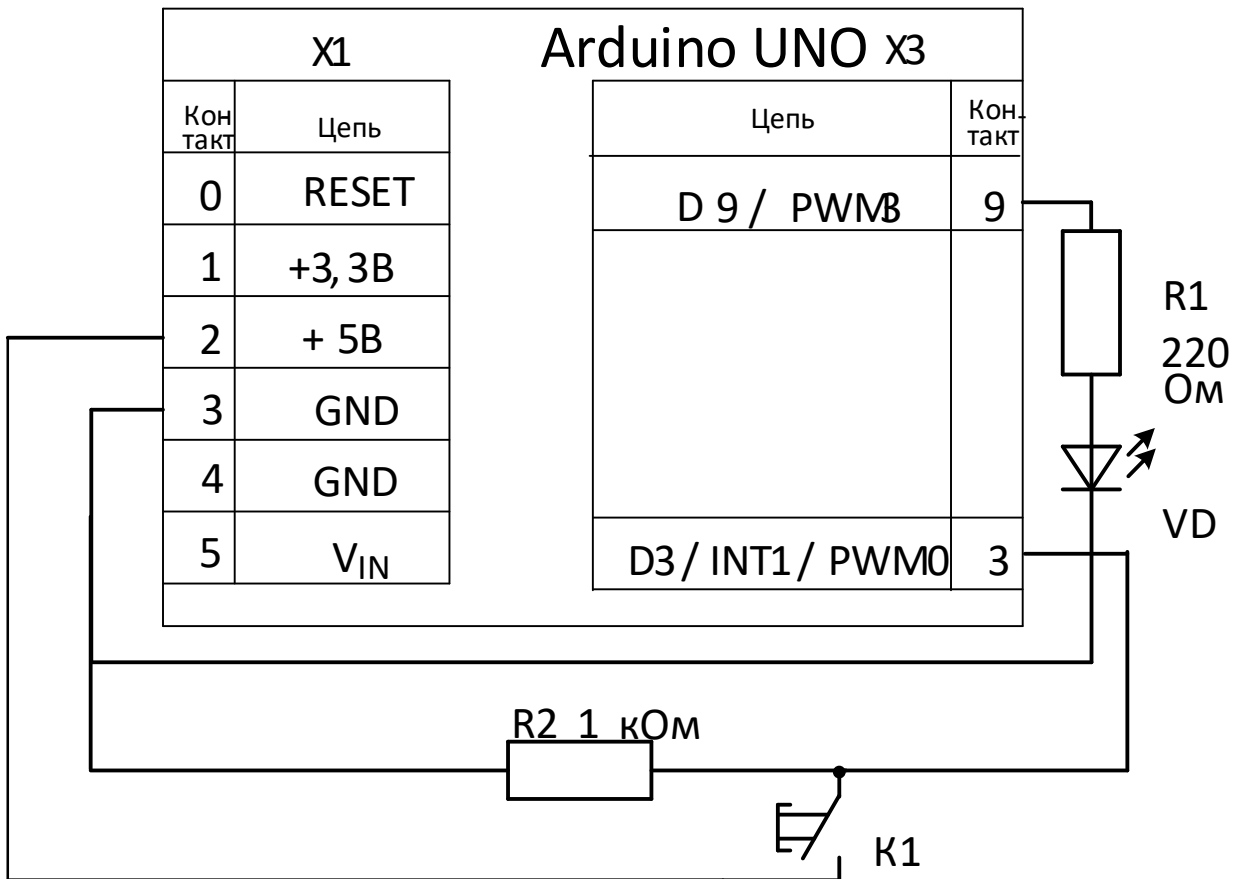 X1
Arduino UNO X3
Кон
такт
Цепь
Цепь
Кон-
такт
0 RESET
1 +3,3В
2 + 5В
3 GND
4 GND
5 VIN
D 9 / PWM3 9
D3 / INT1 / PWM0 3
R1
220
Ом
VD
R2 1 кОм
К1